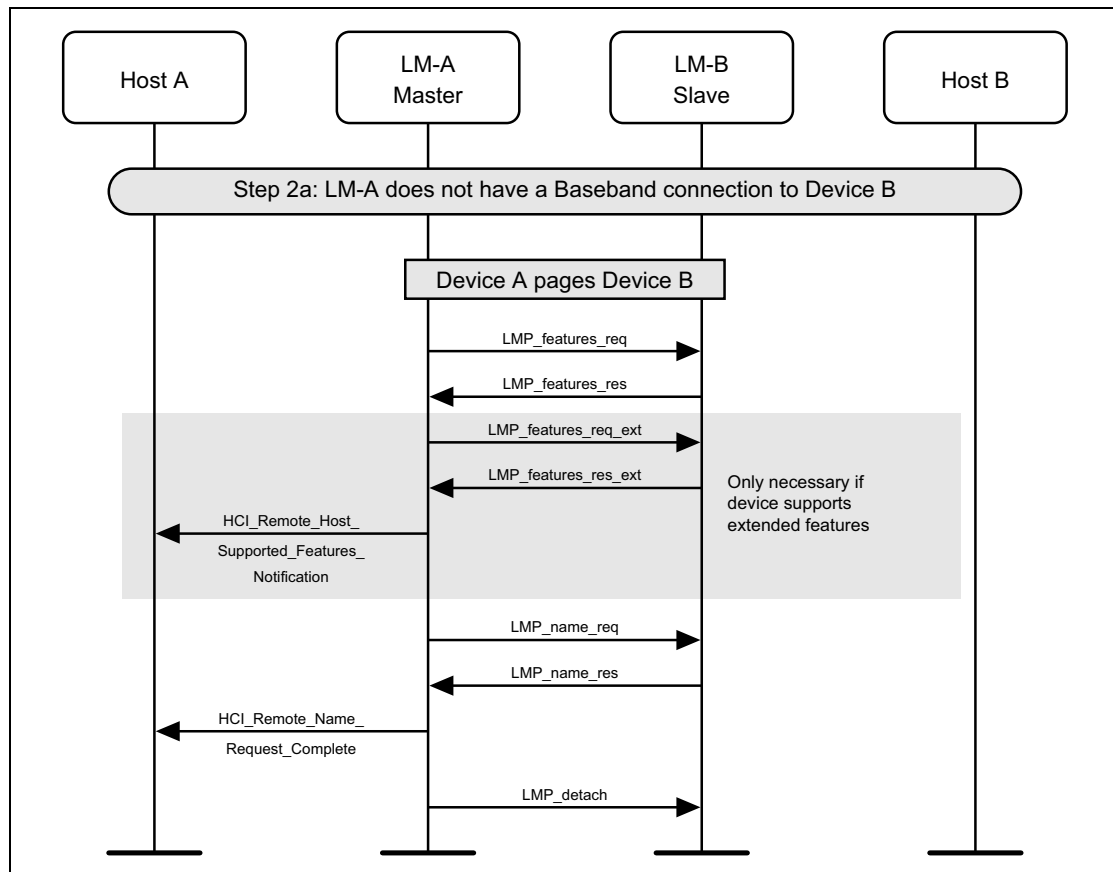 Host A
LM-A
Master
LM-B
Slave
Host B
Step 2a: LM-A does not have a Baseband connection to Device B
Device A pages Device B
LMP_features_req
LMP_features_res
LMP_features_req_ext
LMP_features_res_ext
Only necessary if
device supports
extended features
HCI_Remote_Host_
Supported_Features_
Notification
LMP_name_req
LMP_name_res
HCI_Remote_Name_
Request_Complete
LMP_detach